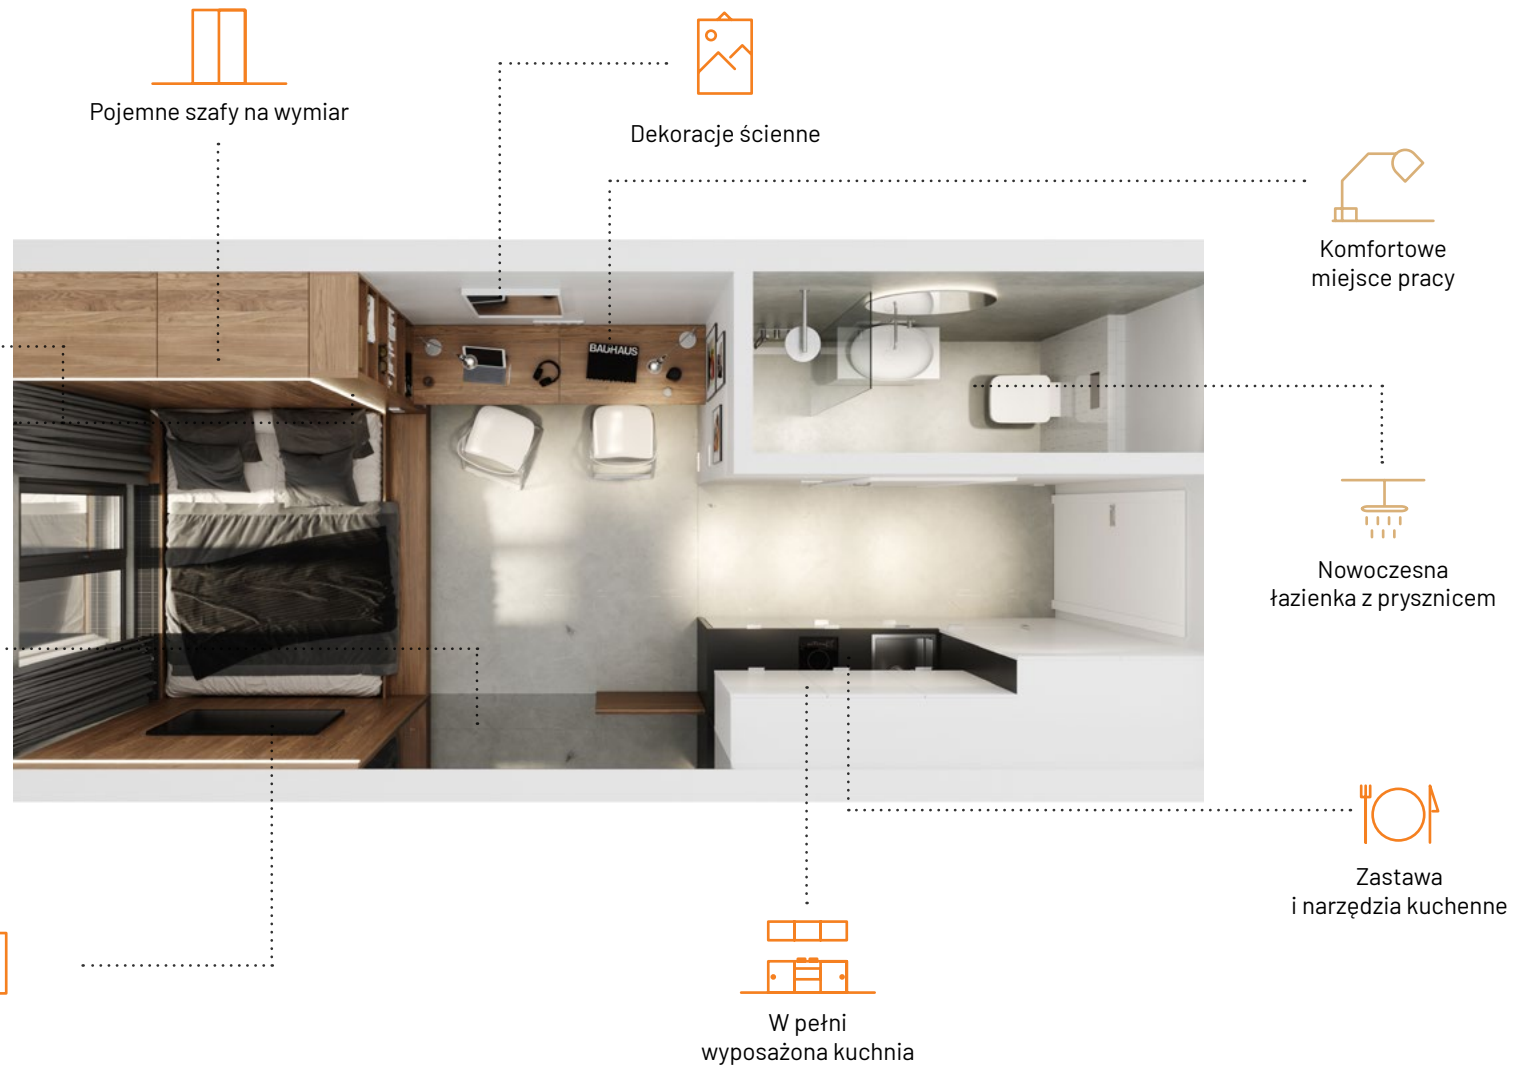 Pojemne szafy na wymiar
Dekoracje ścienne
Komfortowe
miejsce pracy
BAUHAUS
Nowoczesna
łazienka z prysznicem
Zastawa
i narzędzia kuchenne
W pełni
wyposażona kuchnia